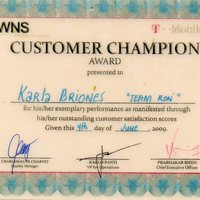 WNS
T-Mobile
CUSTOMER CHAMPION
AWARD
presented to
Karla Briones "TEAM RON"
for his/her exemplary performance as manifested through
his/her outstanding customer satisfaction scores
Given this 4th day of June, 2009.
Quality Manager
VP for Operations
Chief Executive Officer